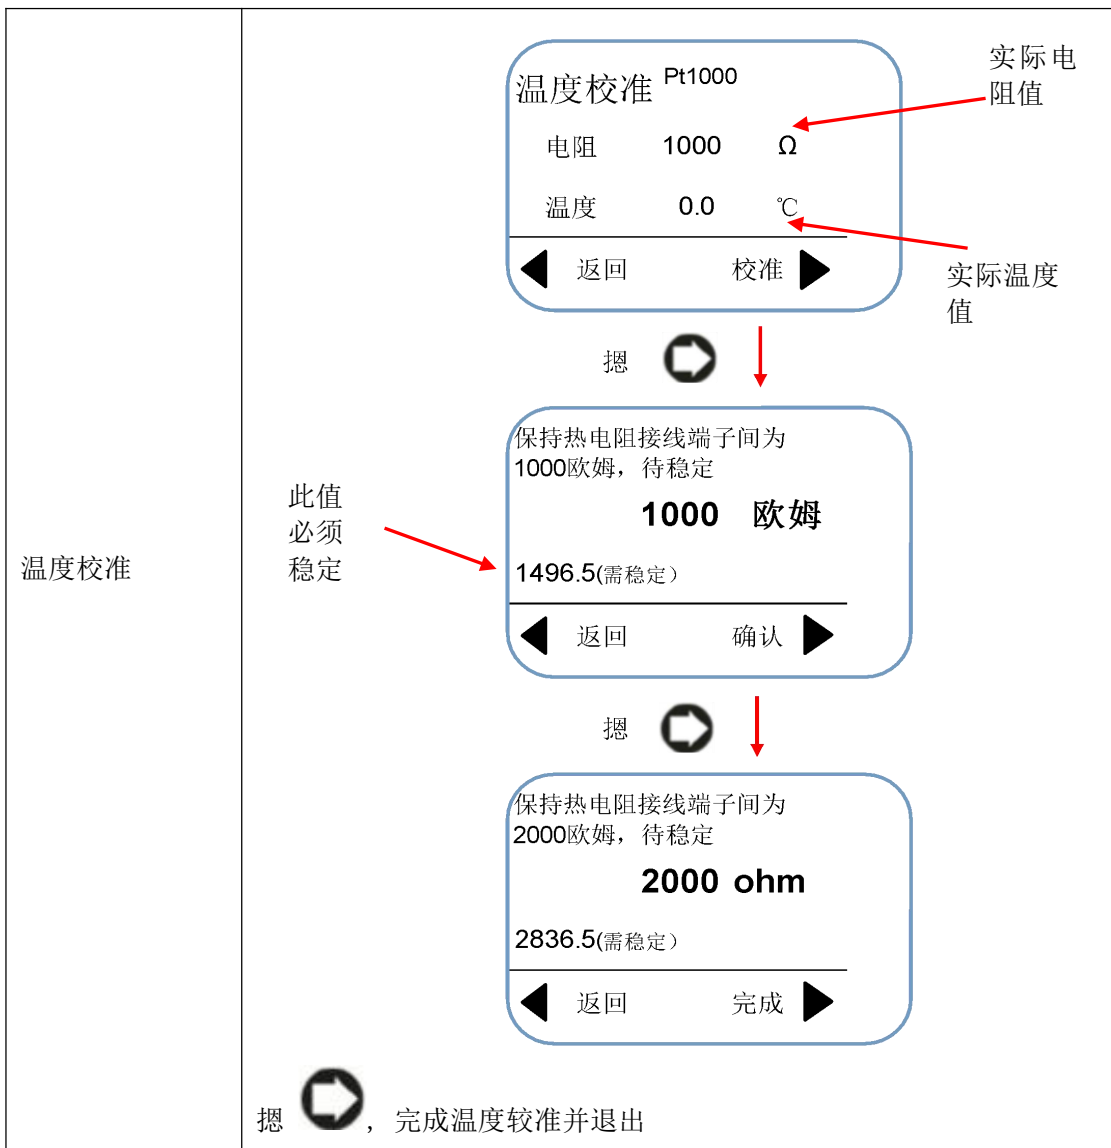 温度校准
温度校准 Pt1000
实际电
阻值
电阻 1000 Ω
温度 0.0 ℃
返回 校准
实际温度
值
摁
保持热电阻接线端子间为
1000欧姆，待稳定
1000 欧姆
此值
必须
稳定
1496.5(需稳定）
返回 确认
摁
保持热电阻接线端子间为
2000欧姆，待稳定
2000 ohm
2836.5(需稳定）
返回 完成
摁 ，完成温度较准并退出